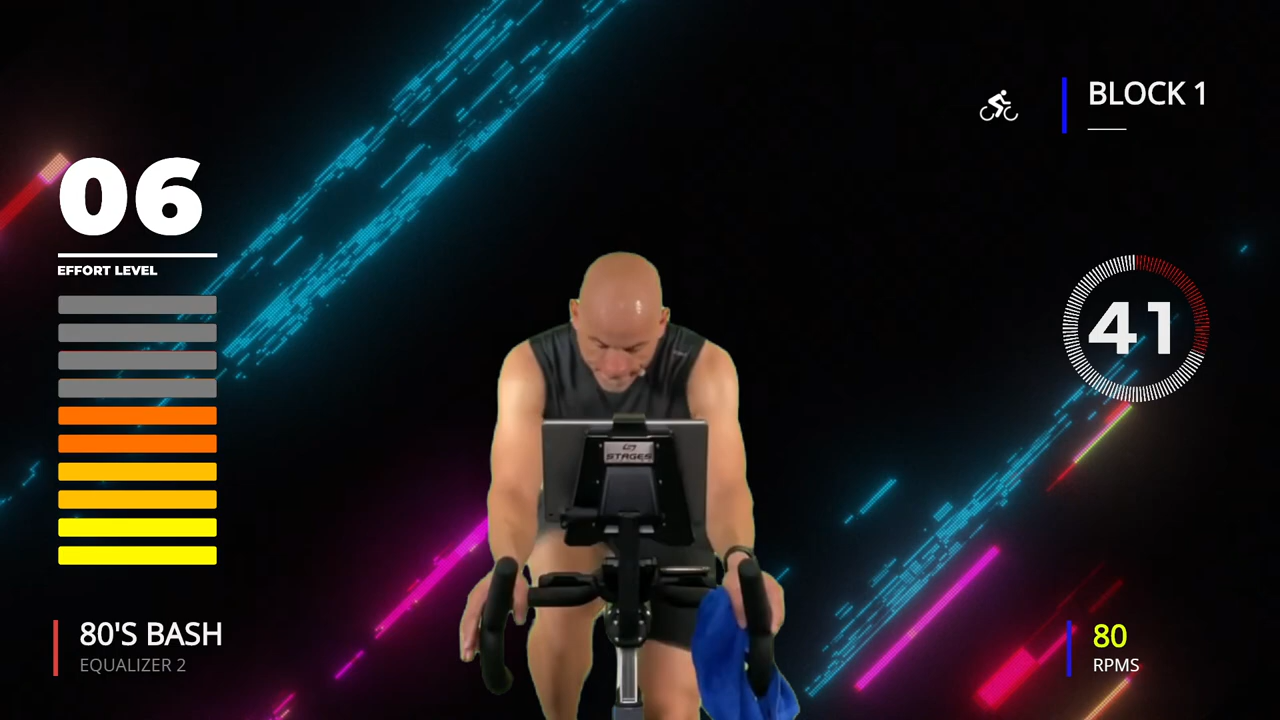 BLOCK 1
06
EFFORT LEVEL
41
STAGES
80'S BASH
EQUALIZER 2
80
RPMS